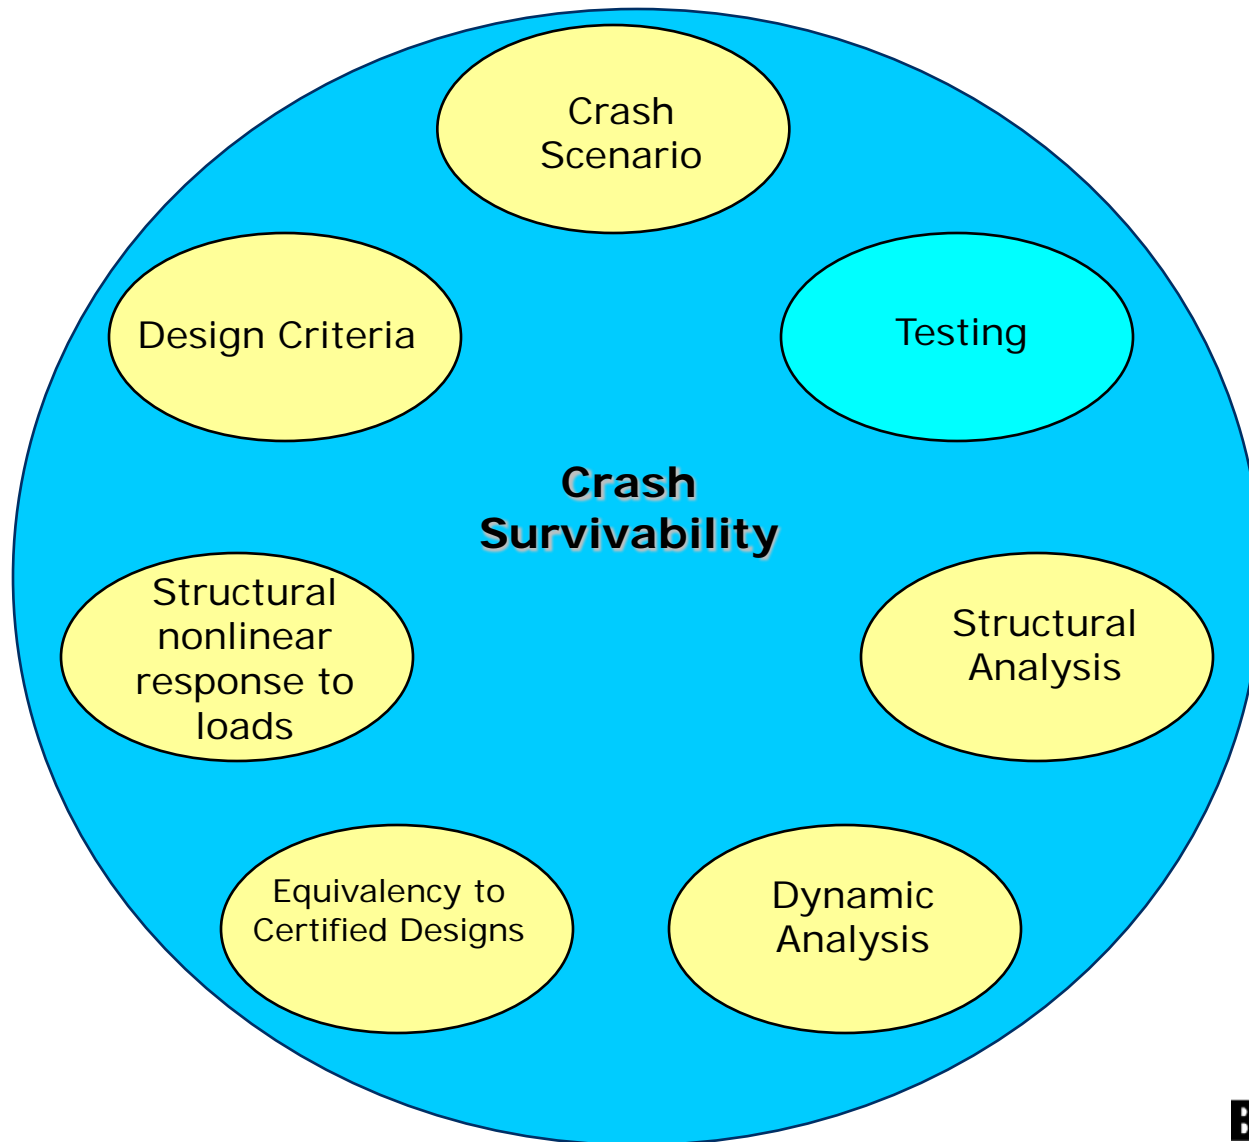 Crash
Scenario
Design Criteria
Testing
Crash
Survivability
Structural
nonlinear
response to
loads
Structural
Analysis
Equivalency to
Certified Designs
Dynamic
Analysis